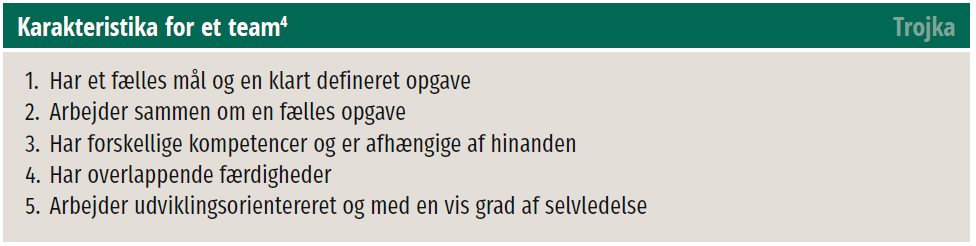 Karakteristika for et team⁴ Trojka
1. Har et fælles mål og en klart defineret opgave
2. Arbejder sammen om en fælles opgave
3. Har forskellige kompetencer og er afhængige af hinanden
4. Har overlappende færdigheder
5. Arbejder udviklingsorientereret og med en vis grad af selvledelse